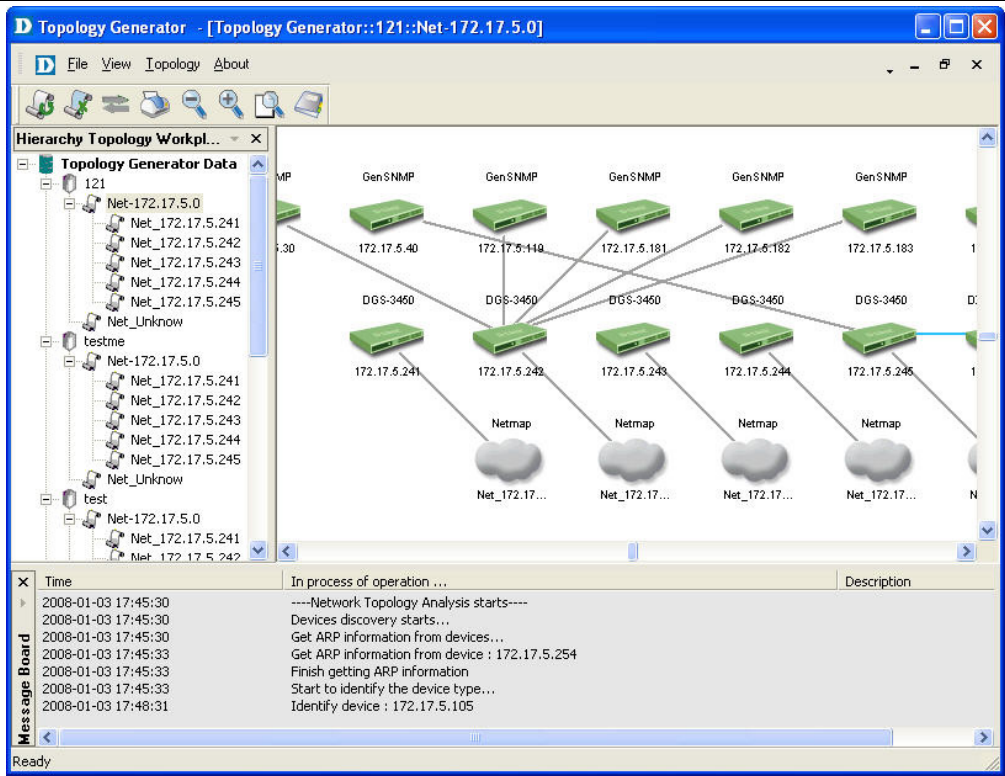 Topology Generator - [Topology Generator::121::Net-172.17.5.0]
File View Topology About
Hierarchy Topology Workpl...
Topology Generator Data
121
Net-172.17.5.0
Net_172.17.5.241
Net_172.17.5.242
Net_172.17.5.243
Net_172.17.5.244
Net_172.17.5.245
Net_Unknow
testme
Net-172.17.5.0
Net_172.17.5.241
Net_172.17.5.242
Net_172.17.5.243
Net_172.17.5.244
Net_172.17.5.245
Net_Unknow
test
Net-172.17.5.0
Net_172.17.5.241
Net_172.17.5.242
MP GenSNMP GenSNMP GenSNMP GenSNMP GenSNMP
.30 172.17.5.40 172.17.5.119 172.17.5.181 172.17.5.182 172.17.5.183 1
DGS-3450 DGS-3450 DGS-3450 DGS-3450 DGS-3450 D
172.17.5.241 172.17.5.242 172.17.5.243 172.17.5.244 172.17.5.245 1
Netmap Netmap Netmap Netmap
Net_172.17... Net_172.17... Net_172.17... Net_172.17... N
Message Board
Time In process of operation ... Description
2008-01-03 17:45:30 ----Network Topology Analysis starts----
2008-01-03 17:45:30 Devices discovery starts...
2008-01-03 17:45:30 Get ARP information from devices...
2008-01-03 17:45:33 Get ARP information from device : 172.17.5.254
2008-01-03 17:45:33 Finish getting ARP information
2008-01-03 17:45:33 Start to identify the device type...
2008-01-03 17:48:31 Identify device : 172.17.5.105
Ready